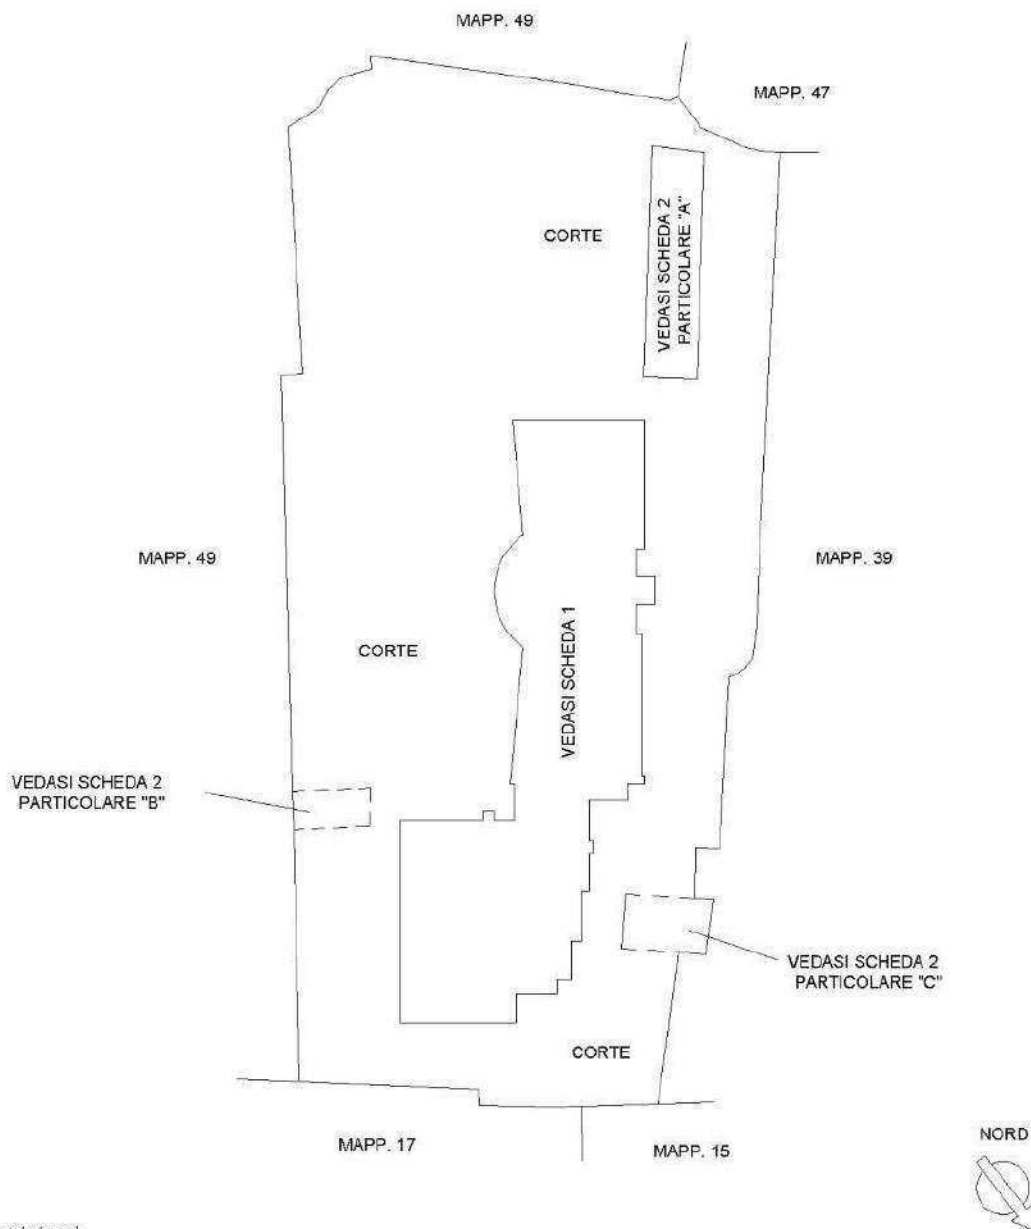 MAPP. 49
MAPP. 47
CORTE
VEDASI SCHEDA 2
PARTICOLARE "A"
MAPP. 49
MAPP. 39
CORTE
VEDASI SCHEDA 1
VEDASI SCHEDA 2
PARTICOLARE "B"
VEDASI SCHEDA 2
PARTICOLARE "C"
CORTE
MAPP. 17
MAPP. 15
NORD